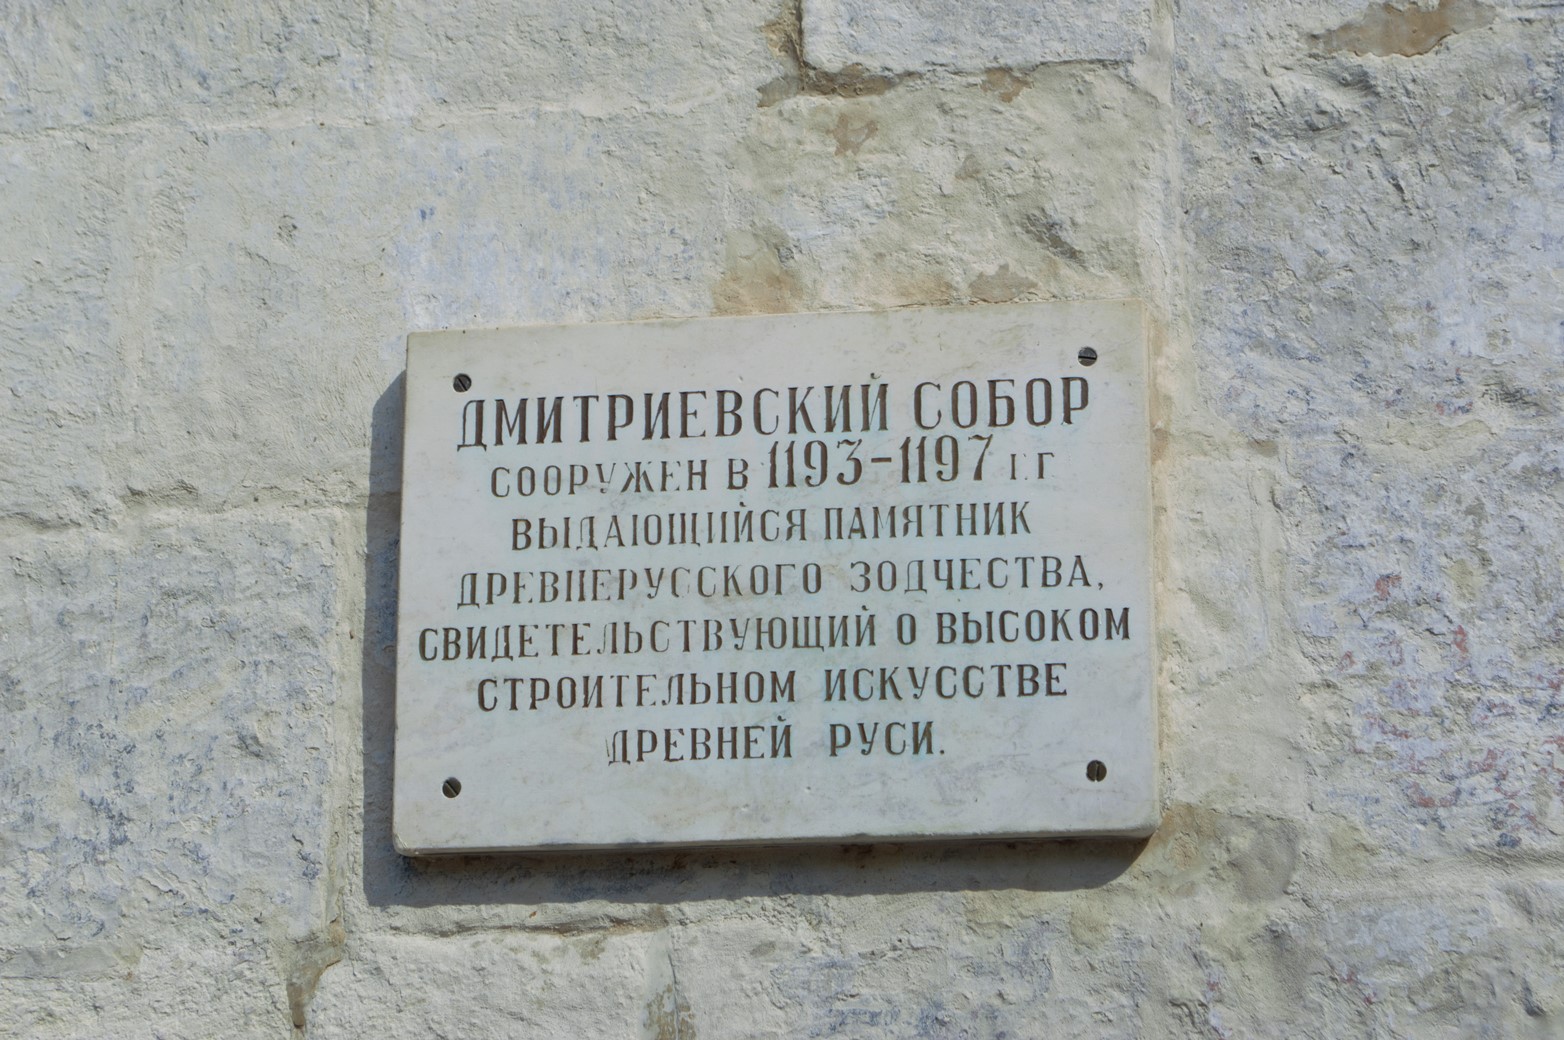 ДМИТРИЕВСКИЙ СОБОР
СООРУЖЕН В 1193-1197 Г Г
ВЫДАЮЩИЙСЯ ПАМЯТНИК
ДРЕВНЕРУССКОГО ЗОДЧЕСТВА,
СВИДЕТЕЛЬСТВУЮЩИЙ О ВЫСОКОМ
СТРОИТЕЛЬНОМ ИСКУССТВЕ
ДРЕВНЕЙ РУСИ.